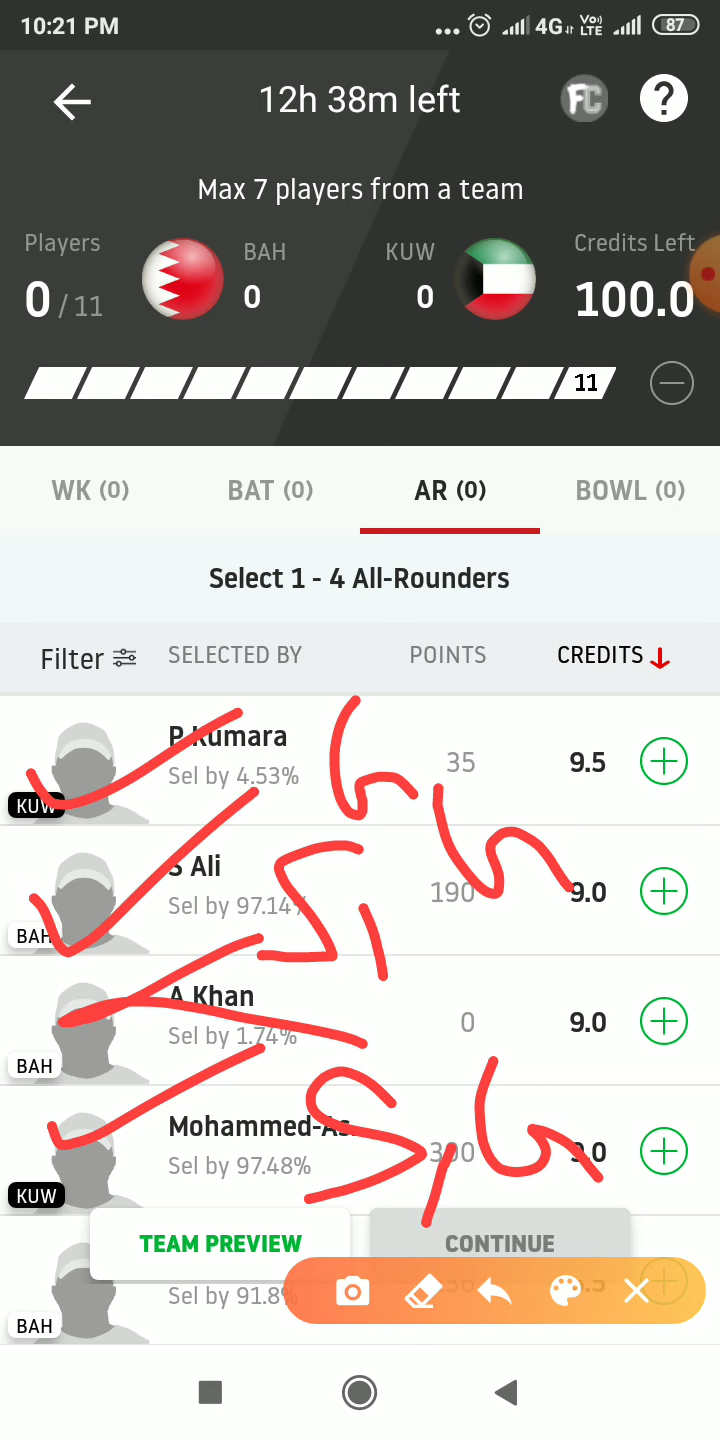 10:21 PM
4G VoD LTE 87
12h 38m left
FC ?
Max 7 players from a team
Players BAH KUW Credits Left
0 / 11 0 0 100.0
11
WK (0) BAT (0) AR (0) BOWL (0)
Select 1 - 4 All-Rounders
Filter SELECTED BY POINTS CREDITS
P Kumara
KUW Sel by 4.53% 35 9.5
S Ali
BAH Sel by 97.14% 190 9.0
A Khan
BAH Sel by 1.74% 0 9.0
Mohammed-As..
KUW Sel by 97.48% 9.0
TEAM PREVIEW CONTINUE
BAH Sel by 91.8%